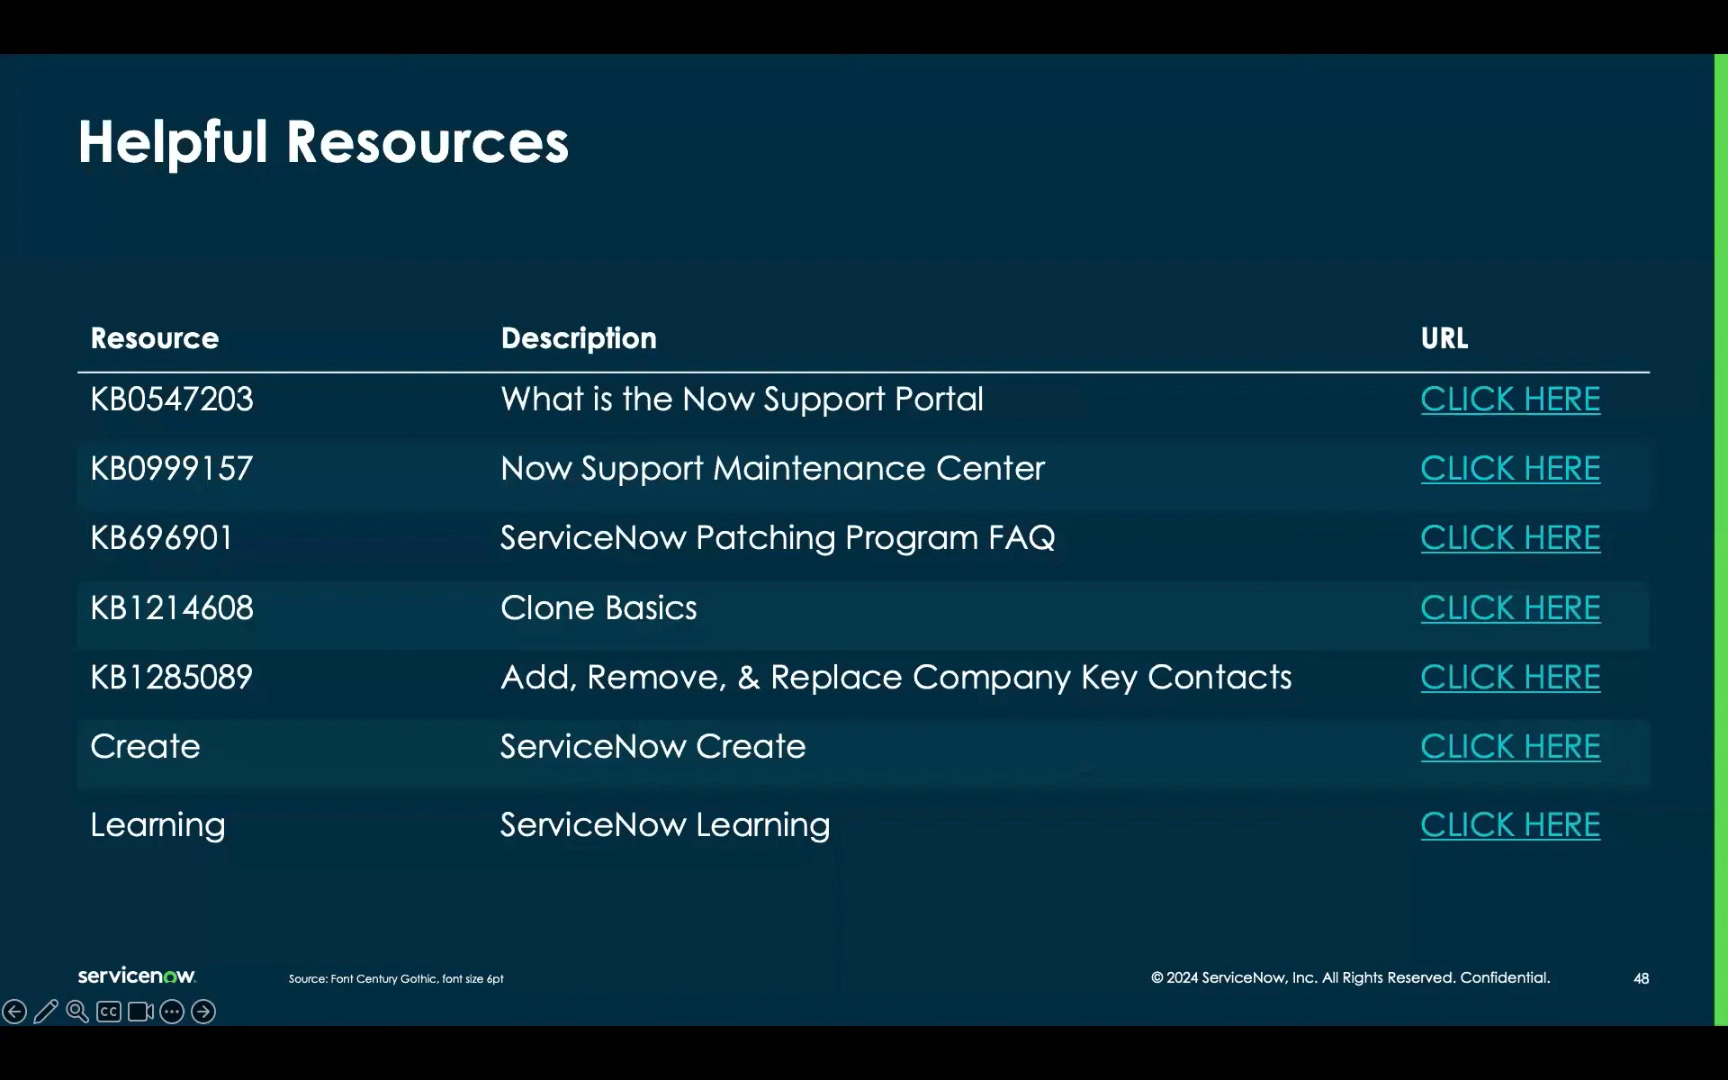 Helpful Resources
Resource Description URL
KB0547203 What is the Now Support Portal CLICK HERE
KB0999157 Now Support Maintenance Center CLICK HERE
KB696901 ServiceNow Patching Program FAQ CLICK HERE
KB1214608 Clone Basics CLICK HERE
KB1285089 Add, Remove, & Replace Company Key Contacts CLICK HERE
Create ServiceNow Create CLICK HERE
Learning ServiceNow Learning CLICK HERE
servicenow. Source: Font Century Gothic, font size 6pt © 2024 ServiceNow, Inc. All Rights Reserved. Confidential. 48
CC